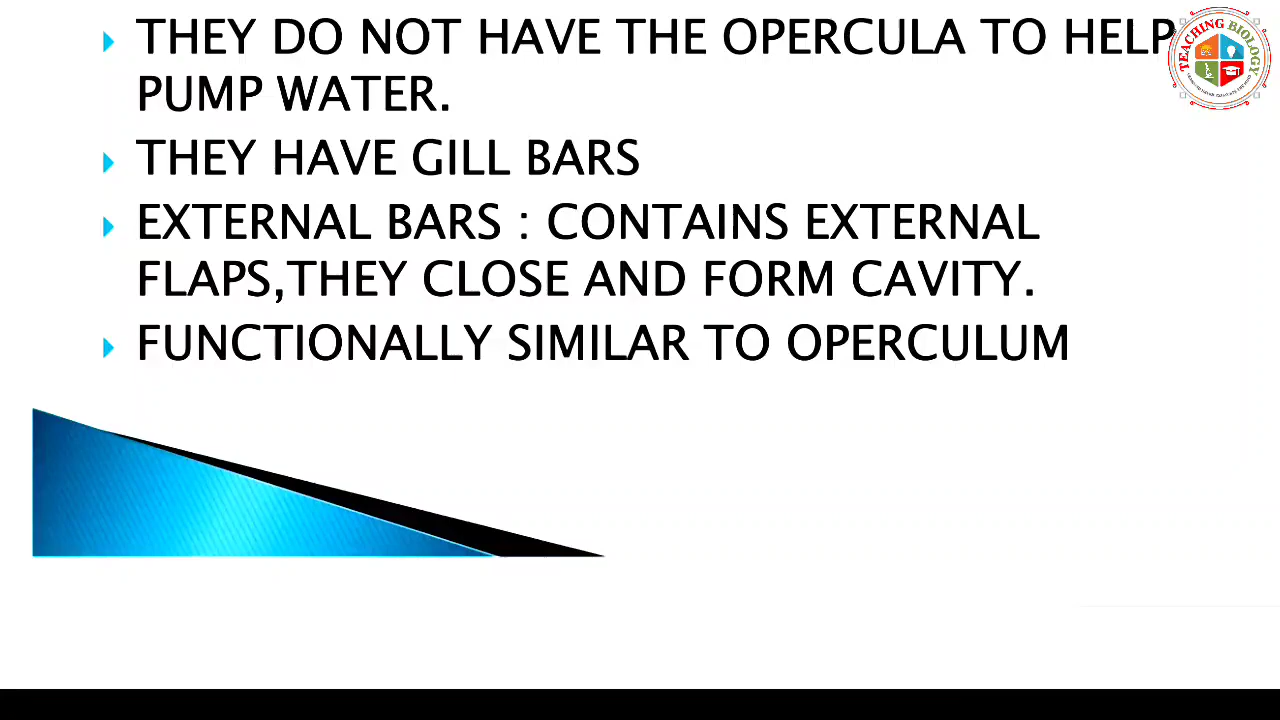 THEY DO NOT HAVE THE OPERCULA TO HELP
PUMP WATER.
THEY HAVE GILL BARS
EXTERNAL BARS : CONTAINS EXTERNAL
FLAPS,THEY CLOSE AND FORM CAVITY.
FUNCTIONALLY SIMILAR TO OPERCULUM
TEACHING BIOLOGY